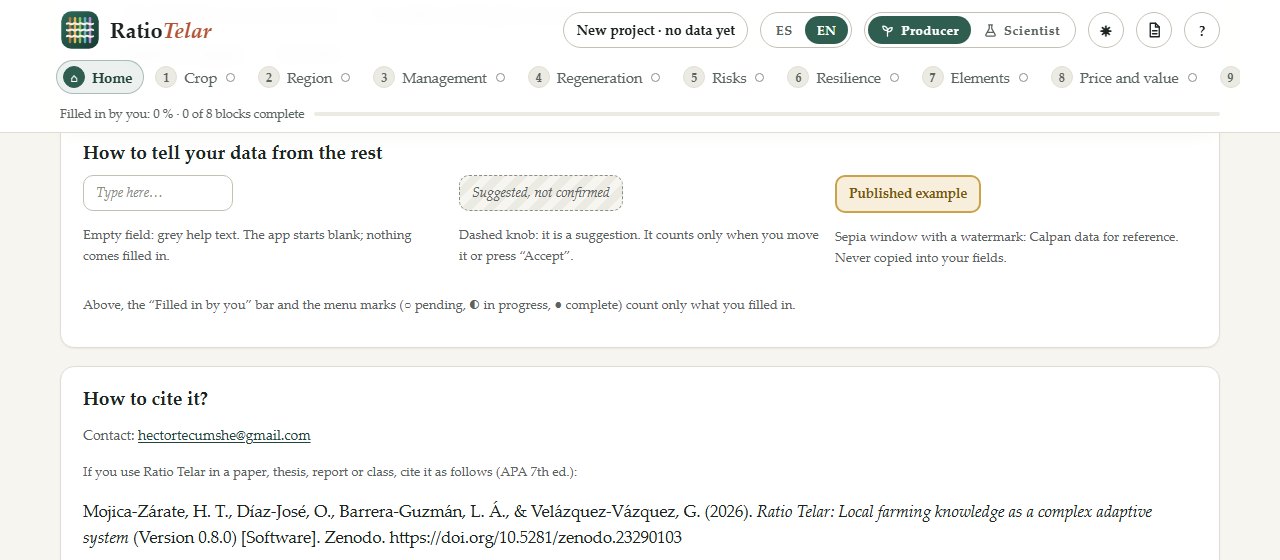 RatioTelar
New project · no data yet
ES EN
Producer Scientist
?
Home 1 Crop 2 Region 3 Management 4 Regeneration 5 Risks 6 Resilience 7 Elements 8 Price and value 9
Filled in by you: 0 % · 0 of 8 blocks complete
How to tell your data from the rest
Type here…
Suggested, not confirmed
Published example
Empty field: grey help text. The app starts blank; nothing
comes filled in.
Dashed knob: it is a suggestion. It counts only when you move
it or press “Accept”.
Sepia window with a watermark: Calpan data for reference.
Never copied into your fields.
Above, the “Filled in by you” bar and the menu marks (○ pending, ◐ in progress, ● complete) count only what you filled in.
How to cite it?
Contact: hectortecumshe@gmail.com
If you use Ratio Telar in a paper, thesis, report or class, cite it as follows (APA 7th ed.):
Mojica-Zárate, H. T., Díaz-José, O., Barrera-Guzmán, L. Á., & Velázquez-Vázquez, G. (2026). Ratio Telar: Local farming knowledge as a complex adaptive
system (Version 0.8.0) [Software]. Zenodo. https://doi.org/10.5281/zenodo.23290103